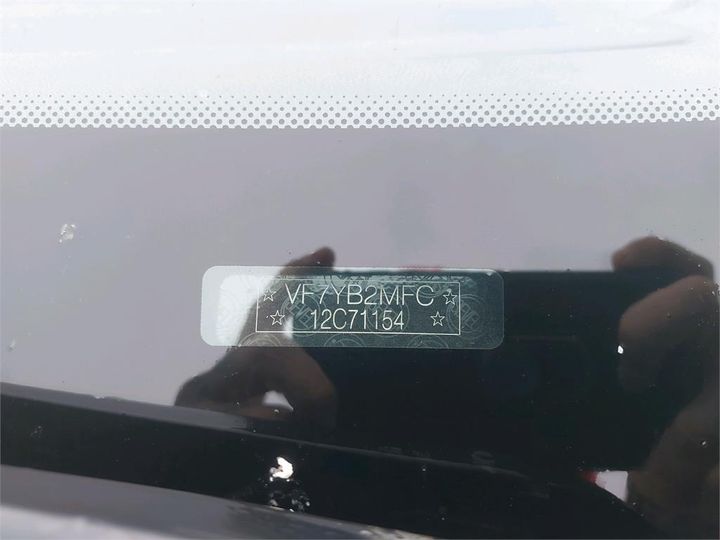 ☆ VF7YB2MFC ☆
☆ 12C71154 ☆